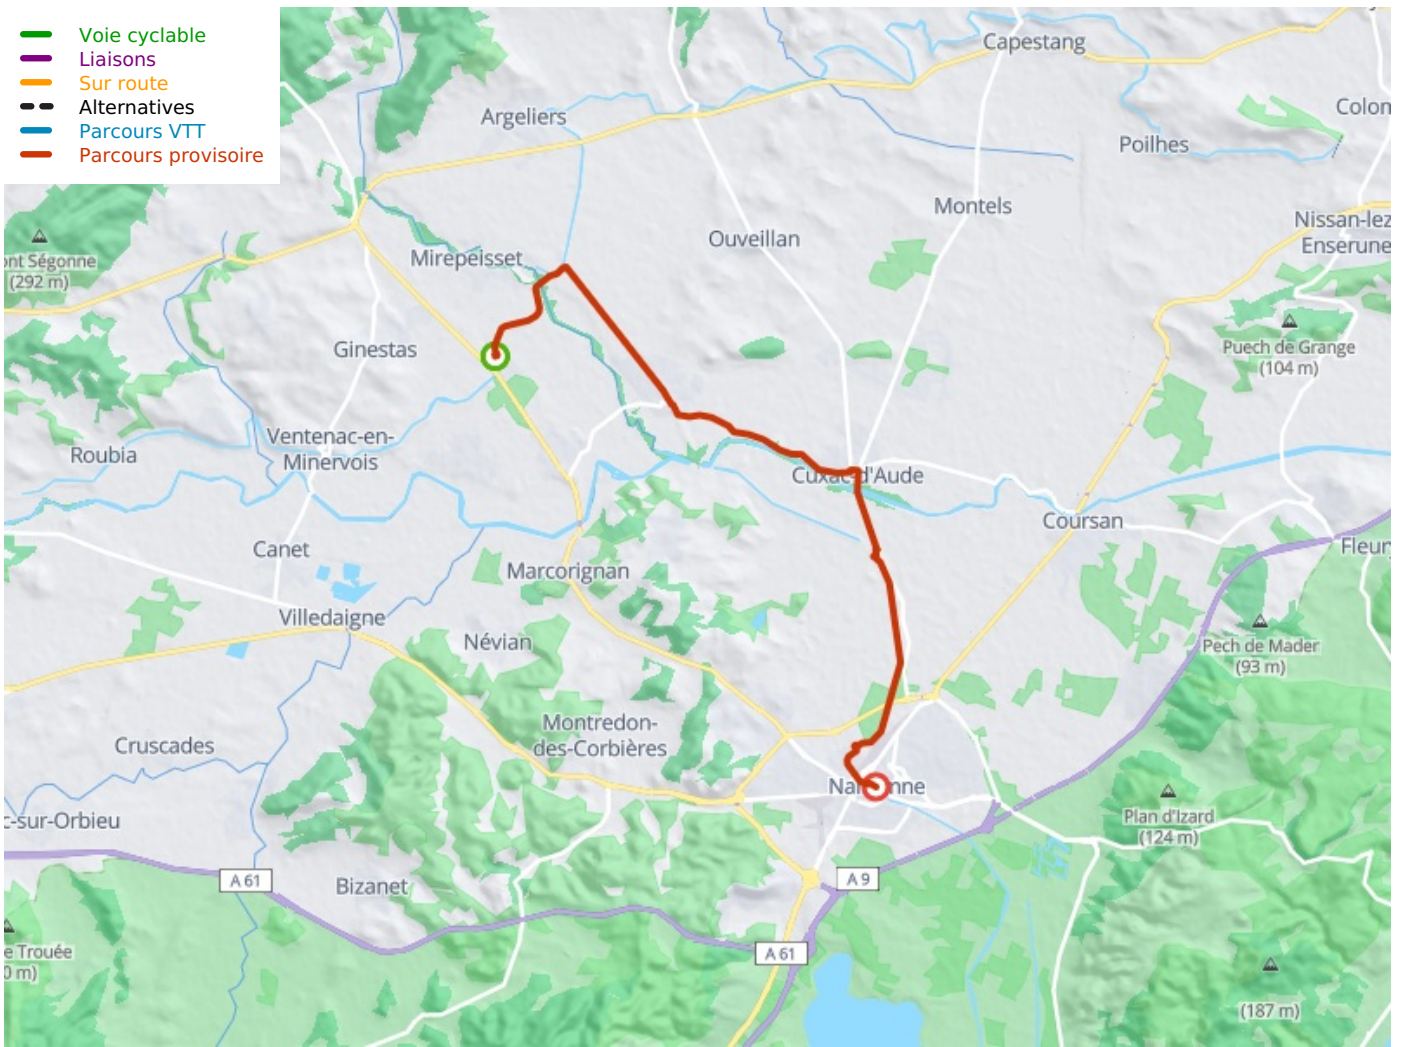 Voie cyclable
Liaisons
Sur route
Alternatives
Parcours VTT
Parcours provisoire
Capestang
Argeliers
Colom
Poilhes
Montels
Nissan-lez
Enserune
Ouveillan
Mirepeisset
ont Ségonne
(292 m)
Ginestas
Puech de Grange
(104 m)
Ventenac-en-
Minervois
Roubia
Cuxac-d'Aude
Coursan
Fleury
Canet
Marcorignan
Villedaigne
Névian
Pech de Mader
(93 m)
Montredon-
des-Corbières
Cruscades
Narbonne
c-sur-Orbieu
Plan d'Izard
(124 m)
A 61
A 9
Bizanet
A 61
e Trouée
0 m)
(187 m)